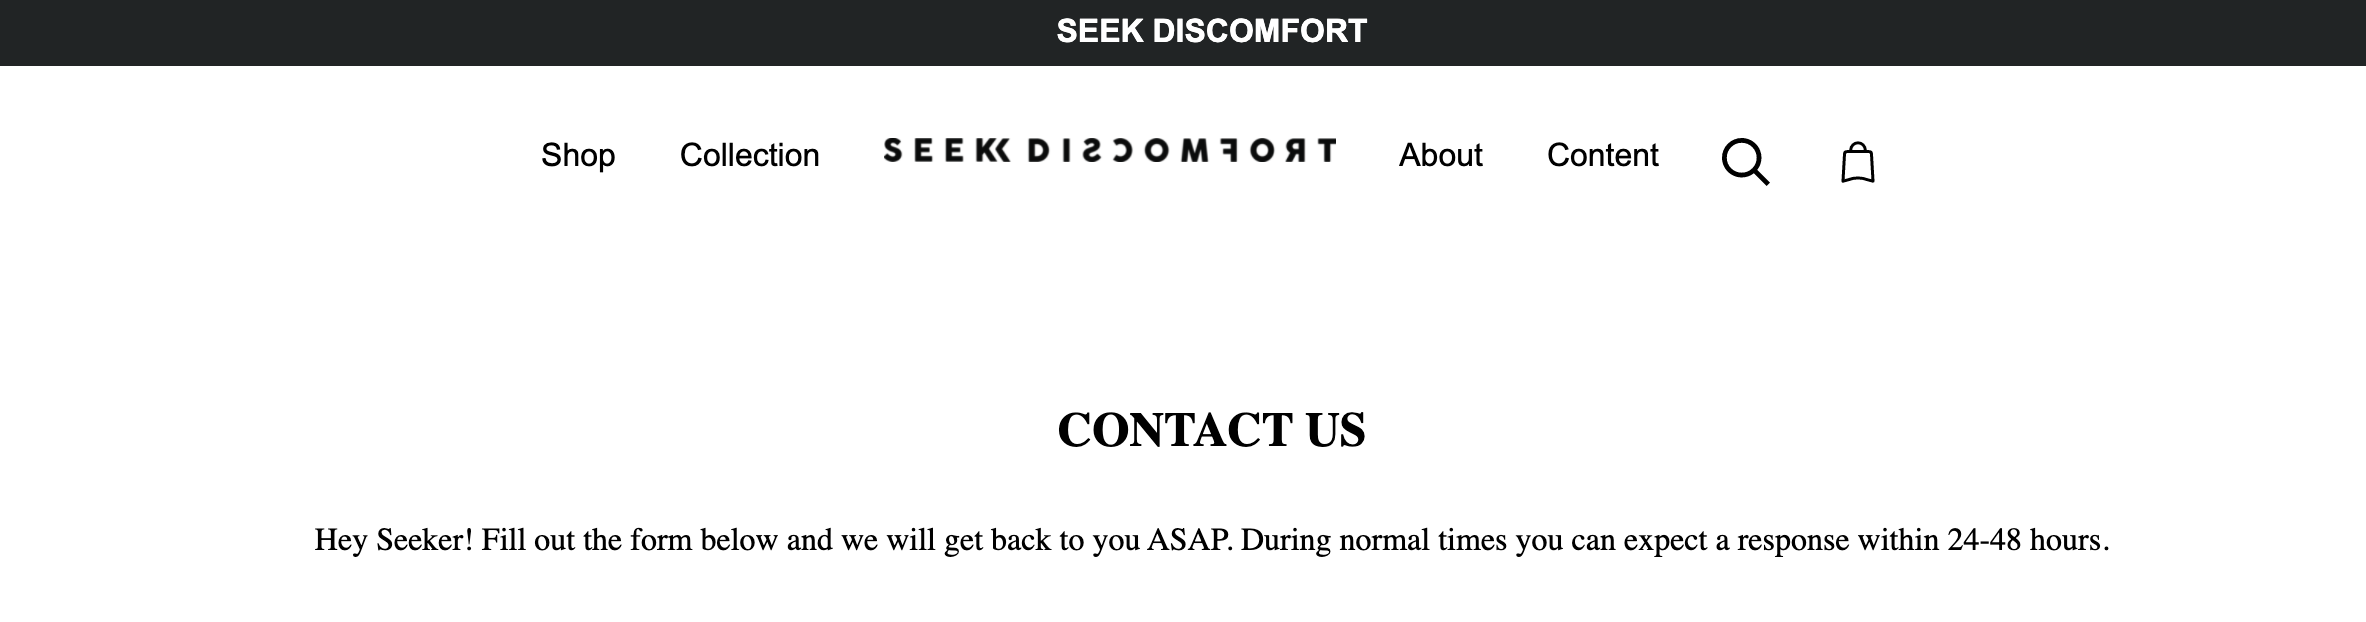 SEEK DISCOMFORT
Shop Collection SEEK DISCOMFORT About Content
CONTACT US
Hey Seeker! Fill out the form below and we will get back to you ASAP. During normal times you can expect a response within 24-48 hours.